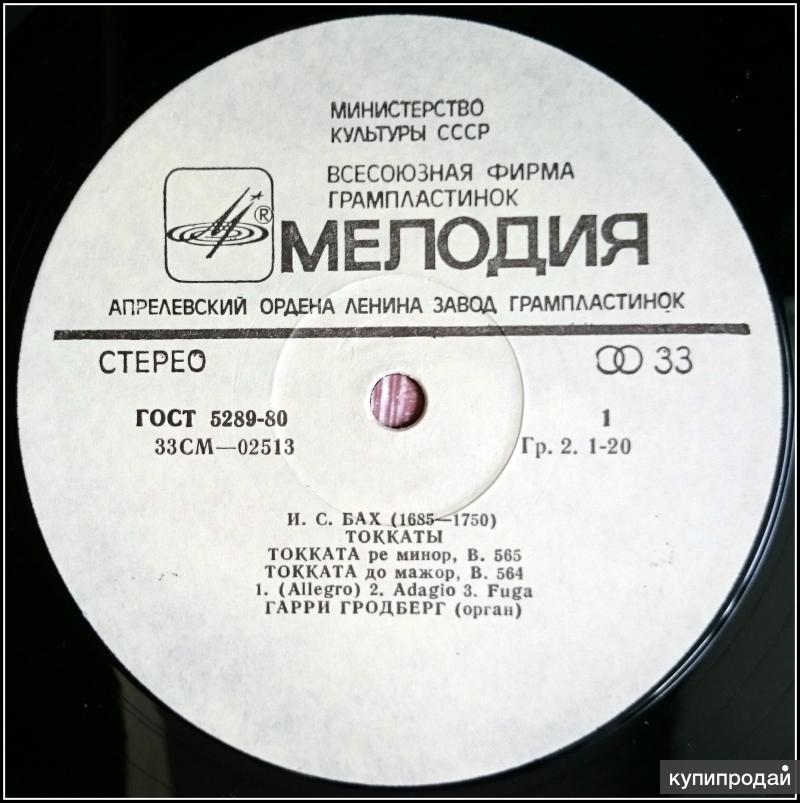 МИНИСТЕРСТВО
КУЛЬТУРЫ СССР
ВСЕСОЮЗНАЯ ФИРМА
ГРАМПЛАСТИНОК
®
МЕЛОДИЯ
АПРЕЛЕВСКИЙ ОРДЕНА ЛЕНИНА ЗАВОД ГРАМПЛАСТИНОК
СТЕРЕО 33
ГОСТ 5289-80 1
33СМ—02513 Гр. 2. 1-20
И. С. БАХ (1685—1750)
ТОККАТЫ
ТОККАТА ре минор, В. 565
ТОККАТА до мажор, В. 564
1. (Allegro) 2. Adagio 3. Fuga
ГАРРИ ГРОДБЕРГ (орган)
купипродай